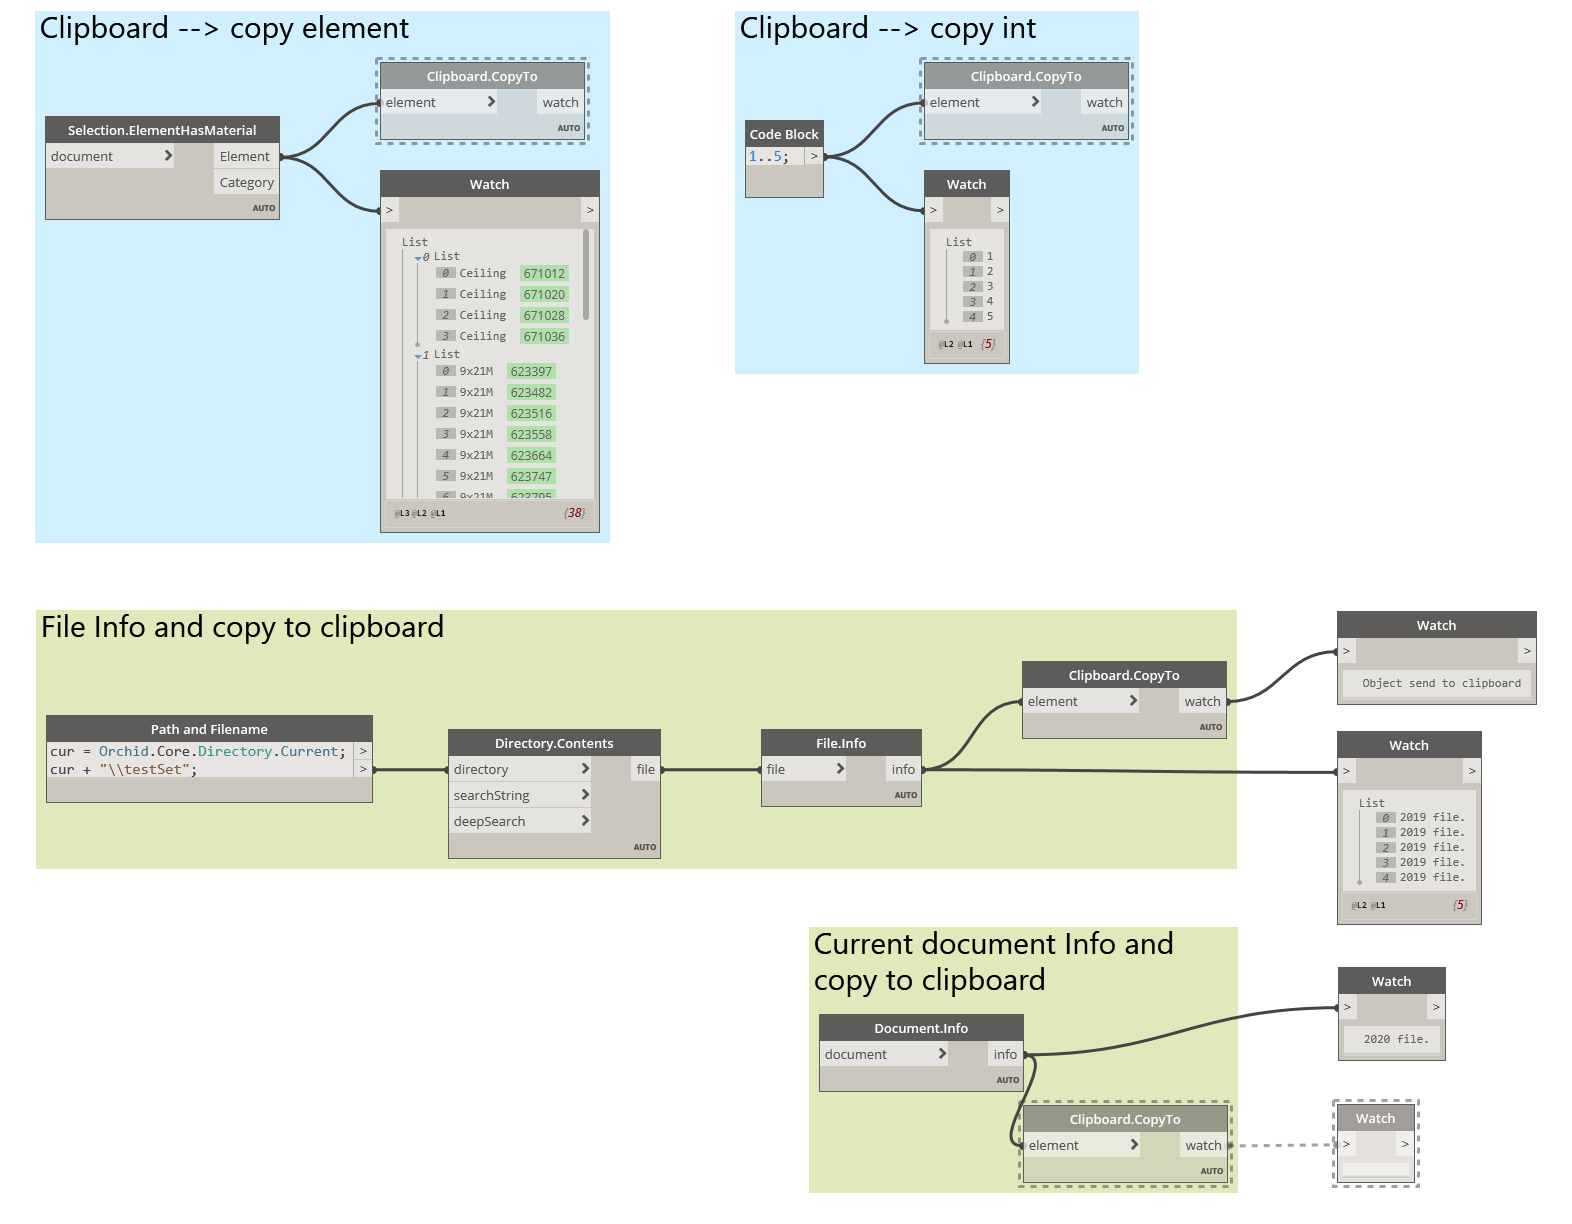 Clipboard --> copy element
Clipboard.CopyTo
element
watch
AUTO
Selection.ElementHasMaterial
document
Element
Category
AUTO
Watch
>
>
List
0 List
0 Ceiling 671012
1 Ceiling 671020
2 Ceiling 671028
3 Ceiling 671036
1 List
0 9x21M 623397
1 9x21M 623482
2 9x21M 623516
3 9x21M 623558
4 9x21M 623664
5 9x21M 623747
6 9x21M 623795
@L3 @L2 @L1 {38}
Clipboard --> copy int
Clipboard.CopyTo
element
watch
AUTO
Code Block
1..5; >
Watch
>
>
List
0 1
1 2
2 3
3 4
4 5
@L2 @L1 {5}
File Info and copy to clipboard
Path and Filename
cur = Orchid.Core.Directory.Current; >
cur + "\\testSet"; >
Directory.Contents
directory
file
searchString
deepSearch
AUTO
File.Info
file
info
AUTO
Clipboard.CopyTo
element
watch
AUTO
Watch
>
>
Object send to clipboard
Watch
>
>
List
0 2019 file.
1 2019 file.
2 2019 file.
3 2019 file.
4 2019 file.
@L2 @L1 {5}
Current document Info and
copy to clipboard
Document.Info
document
info
AUTO
Clipboard.CopyTo
element
watch
AUTO
Watch
>
>
2020 file.
Watch
>
>